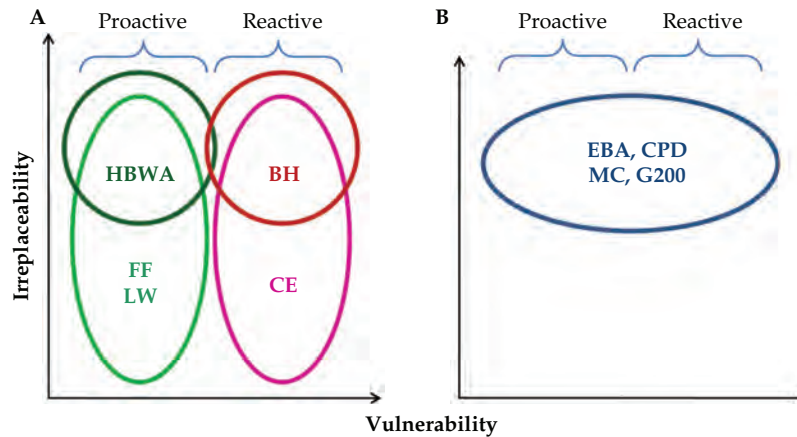 A
Proactive
Reactive
HBWA
BH
FF
LW
CE
Irreplaceability
B
Proactive
Reactive
EBA, CPD
MC, G200
Vulnerability